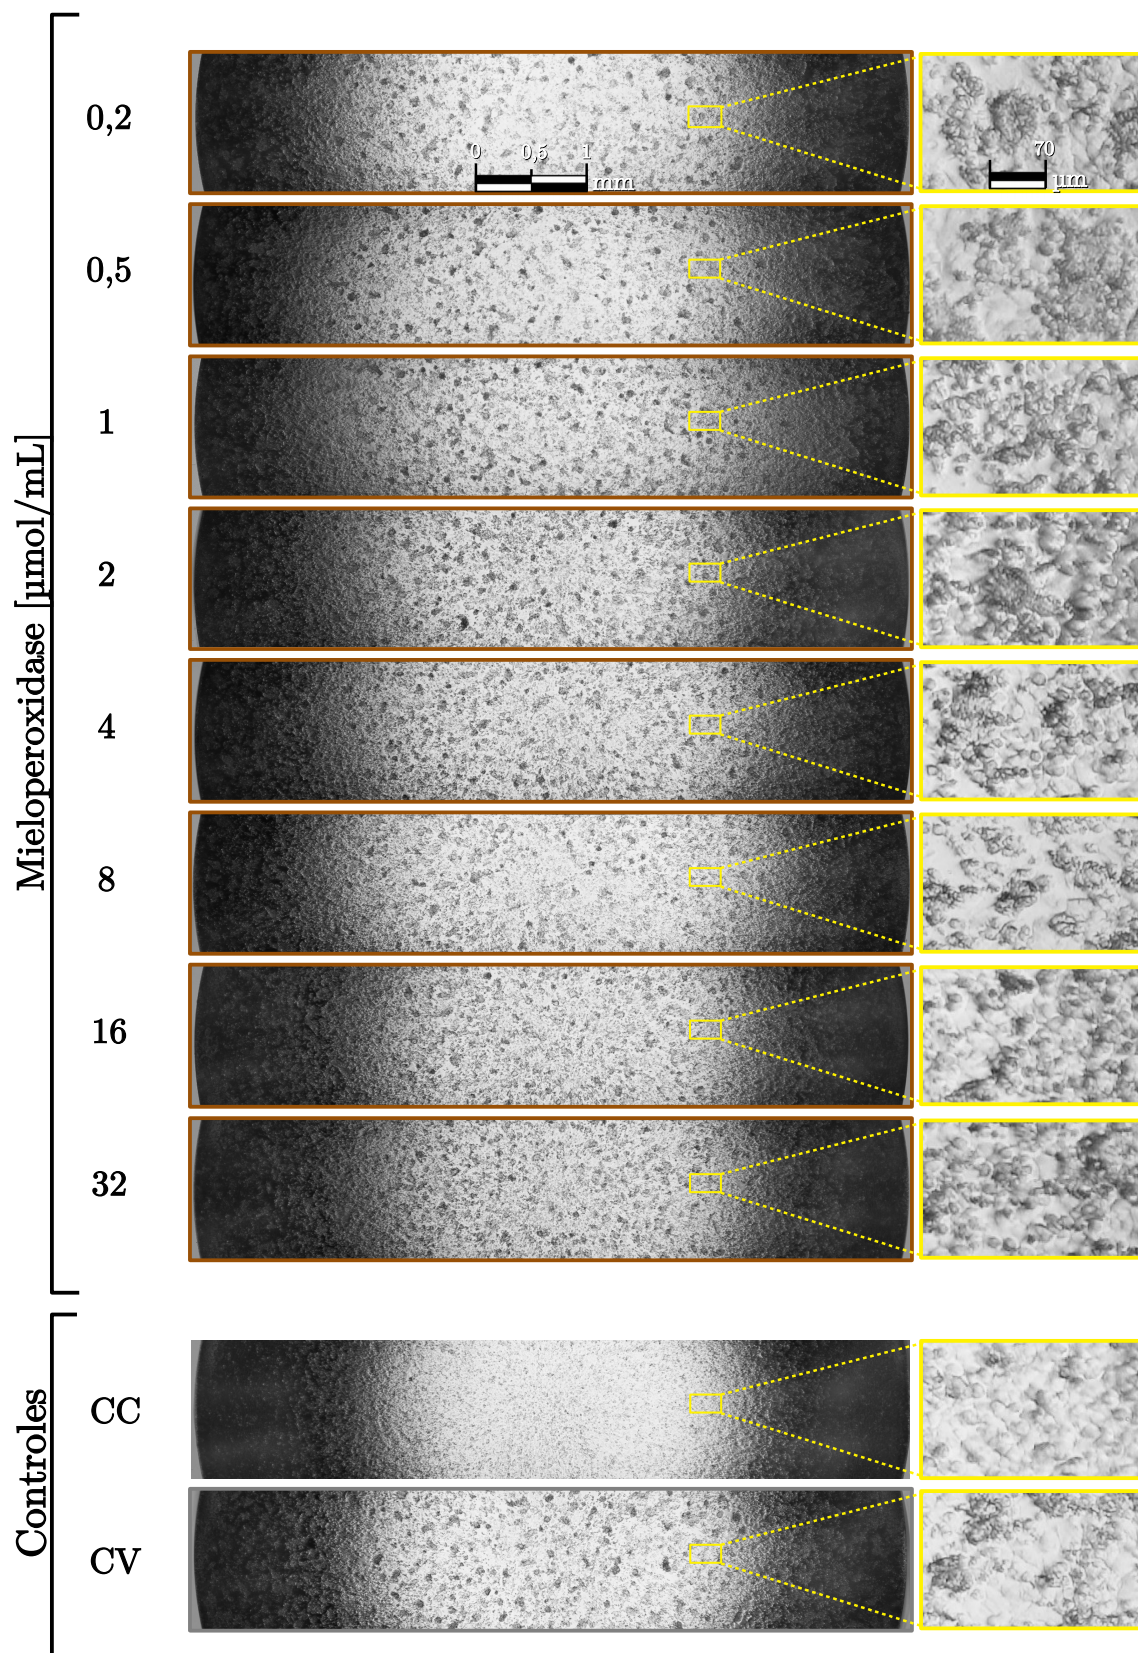 Mieloperoxidase [µmol/mL]
0,2
0 0,5 1
mm
70
µm
0,5
1
2
4
8
16
32
Controles
CC
CV